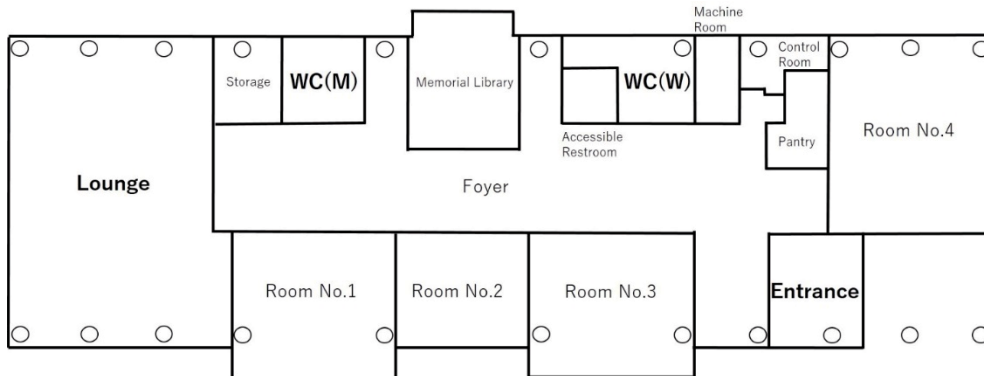 Machine
Room
Control
Room
Storage
WC(M)
Memorial Library
WC(W)
Accessible
Restroom
Pantry
Room No.4
Lounge
Foyer
Room No.1
Room No.2
Room No.3
Entrance